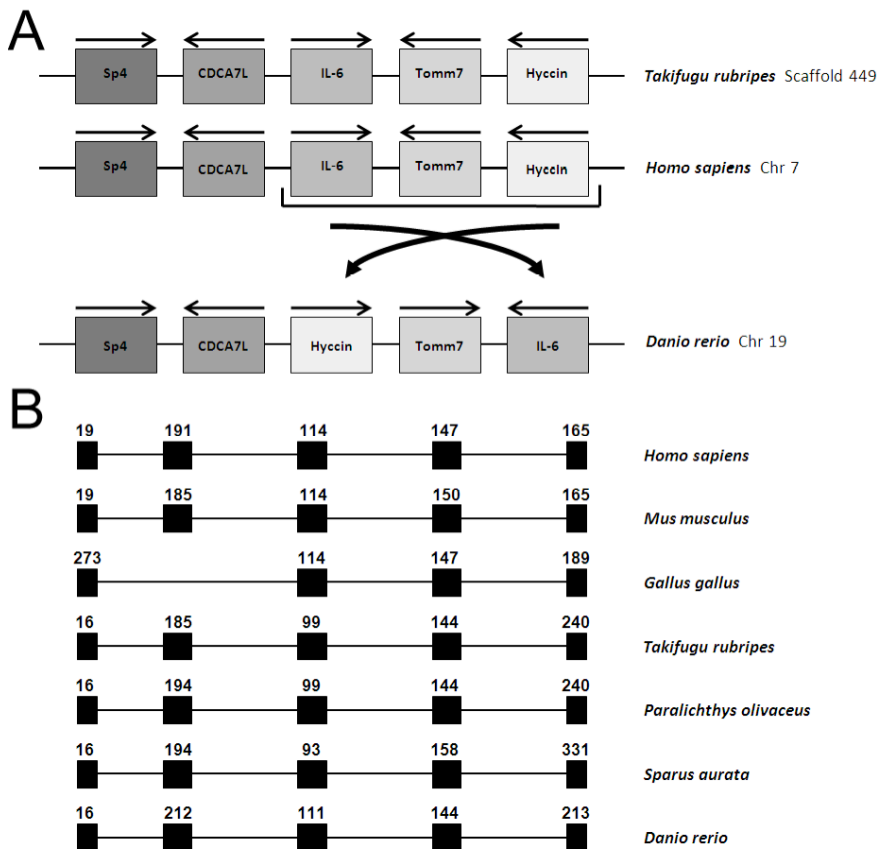 A
Sp4 CDCA7L IL-6 Tomm7 Hyccin Takifugu rubripes Scaffold 449
Sp4 CDCA7L IL-6 Tomm7 Hyccin Homo sapiens Chr 7
Sp4 CDCA7L Hyccin Tomm7 IL-6 Danio rerio Chr 19
B
19 191 114 147 165
Homo sapiens
19 185 114 150 165
Mus musculus
273 114 147 189
Gallus gallus
16 185 99 144 240
Takifugu rubripes
16 194 99 144 240
Paralichthys olivaceus
16 194 93 158 331
Sparus aurata
16 212 111 144 213
Danio rerio